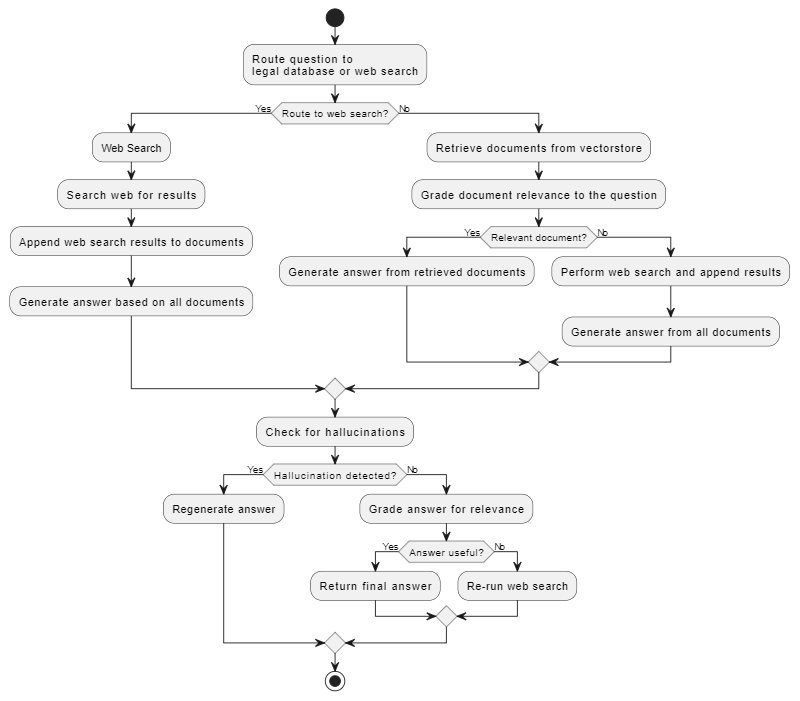 Route question to
legal database or web search
Route to web search?
Yes
No
Web Search
Search web for results
Append web search results to documents
Generate answer based on all documents
Retrieve documents from vectorstore
Grade document relevance to the question
Relevant document?
Yes
No
Generate answer from retrieved documents
Perform web search and append results
Generate answer from all documents
Check for hallucinations
Hallucination detected?
Yes
No
Regenerate answer
Grade answer for relevance
Answer useful?
Yes
No
Return final answer
Re-run web search